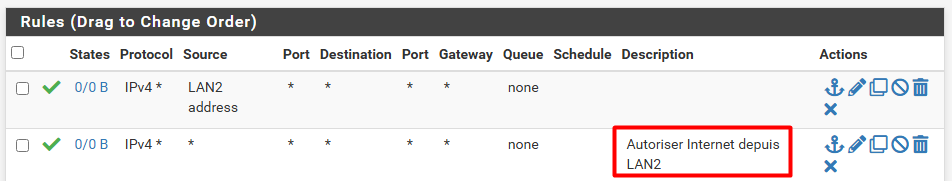 Rules (Drag to Change Order)
States Protocol Source Port Destination Port Gateway Queue Schedule Description Actions
0/0 B IPv4 * LAN2 address * * * * none
0/0 B IPv4 * * * * * * none Autoriser Internet depuis LAN2